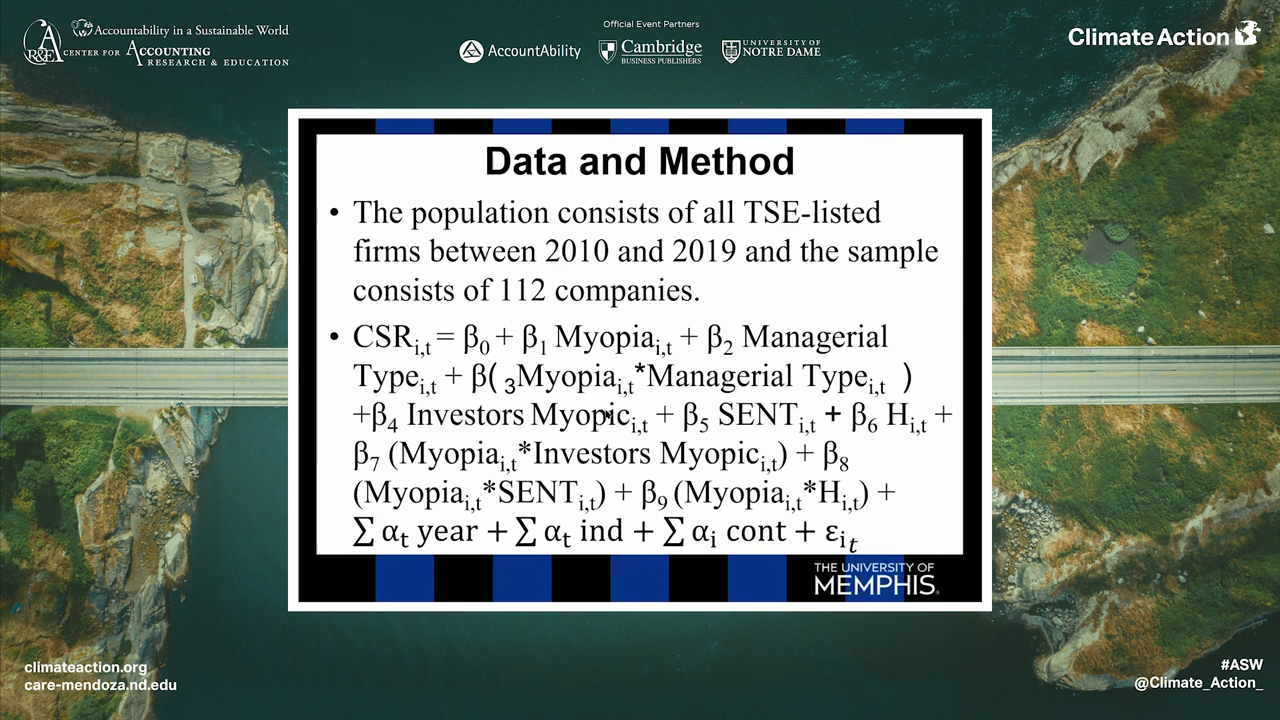 Accountability in a Sustainable World
CARE
CENTER FOR ACCOUNTING
RESEARCH & EDUCATION
Official Event Partners
AccountAbility
Cambridge
BUSINESS PUBLISHERS
UNIVERSITY OF
NOTRE DAME
Climate Action
Data and Method
• The population consists of all TSE-listed
firms between 2010 and 2019 and the sample
consists of 112 companies.
• CSRi,t = β0 + β1 Myopiai,t + β2 Managerial
Typei,t + β( 3Myopiai,t*Managerial Typei,t )
+β4 Investors Myopici,t + β5 SENTi,t + β6 Hi,t +
β7 (Myopiai,t*Investors Myopici,t) + β8
(Myopiai,t*SENTi,t) + β9 (Myopiai,t*Hi,t) +
∑ αt year + ∑ αt ind + ∑ αi cont + εit
THE UNIVERSITY OF
MEMPHIS.
climateaction.org
care-mendoza.nd.edu
#ASW
@Climate_Action_